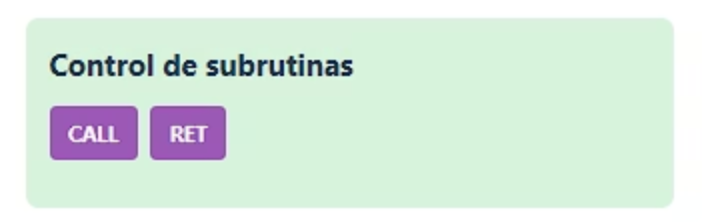 Control de subrutinas
CALL RET